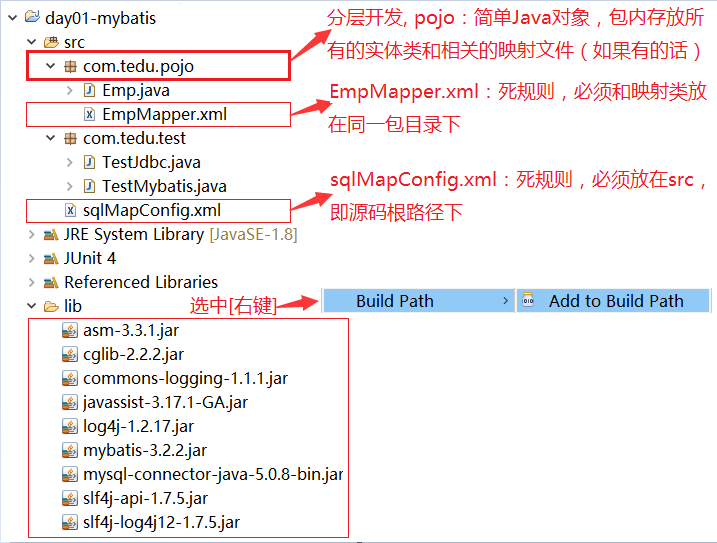 day01-mybatis
src
com.tedu.pojo
Emp.java
EmpMapper.xml
com.tedu.test
TestJdbc.java
TestMybatis.java
sqlMapConfig.xml
JRE System Library [JavaSE-1.8]
JUnit 4
Referenced Libraries
lib
asm-3.3.1.jar
cglib-2.2.2.jar
commons-logging-1.1.1.jar
javassist-3.17.1-GA.jar
log4j-1.2.17.jar
mybatis-3.2.2.jar
mysql-connector-java-5.0.8-bin.jar
slf4j-api-1.7.5.jar
slf4j-log4j12-1.7.5.jar
分层开发, pojo：简单Java对象，包内存放所
有的实体类和相关的映射文件（如果有的话）
EmpMapper.xml：死规则，必须和映射类放
在同一包目录下
sqlMapConfig.xml：死规则，必须放在src，
即源码根路径下
选中[右键]
Build Path
Add to Build Path